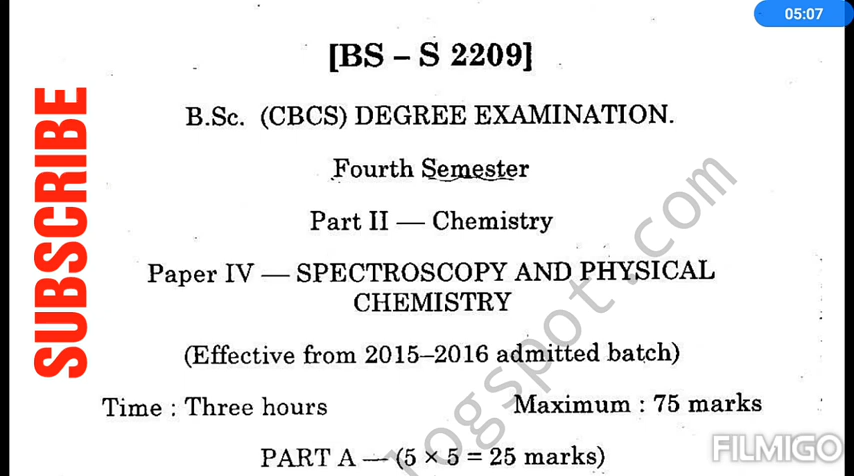 05:07
[BS – S 2209]
B.Sc. (CBCS) DEGREE EXAMINATION.
Fourth Semester
Part II — Chemistry
Paper IV — SPECTROSCOPY AND PHYSICAL
CHEMISTRY
(Effective from 2015–2016 admitted batch)
Time : Three hours Maximum : 75 marks
PART A — (5 × 5 = 25 marks)
SUBSCRIBE
logspot.com
FILMIGO